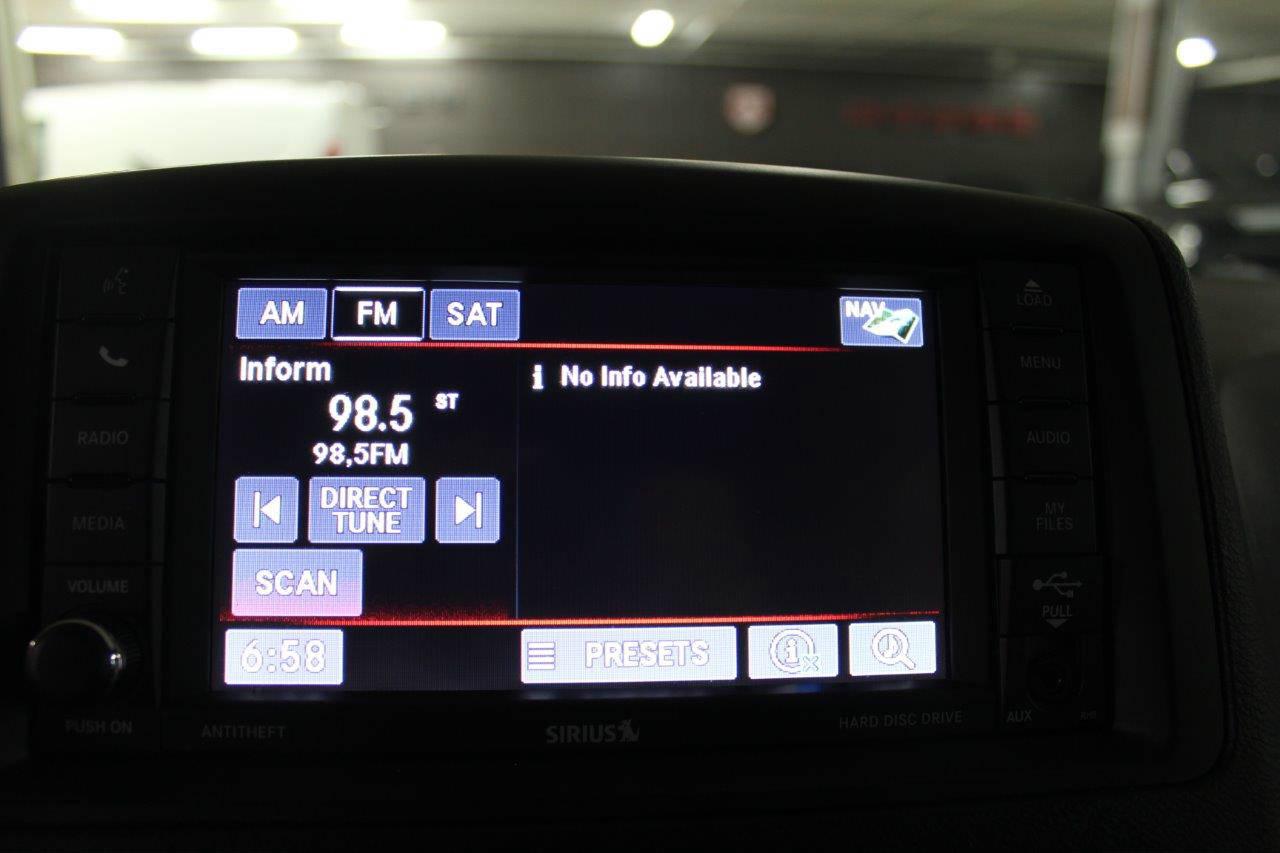 AM FM SAT NAV
Inform
i No Info Available
98.5 ST
98,5FM
DIRECT
TUNE
SCAN
6:58 PRESETS
RADIO
MEDIA
VOLUME
PUSH ON
ANTITHEFT
SIRIUS
HARD DISC DRIVE
LOAD
MENU
AUDIO
MY
FILES
PULL
AUX